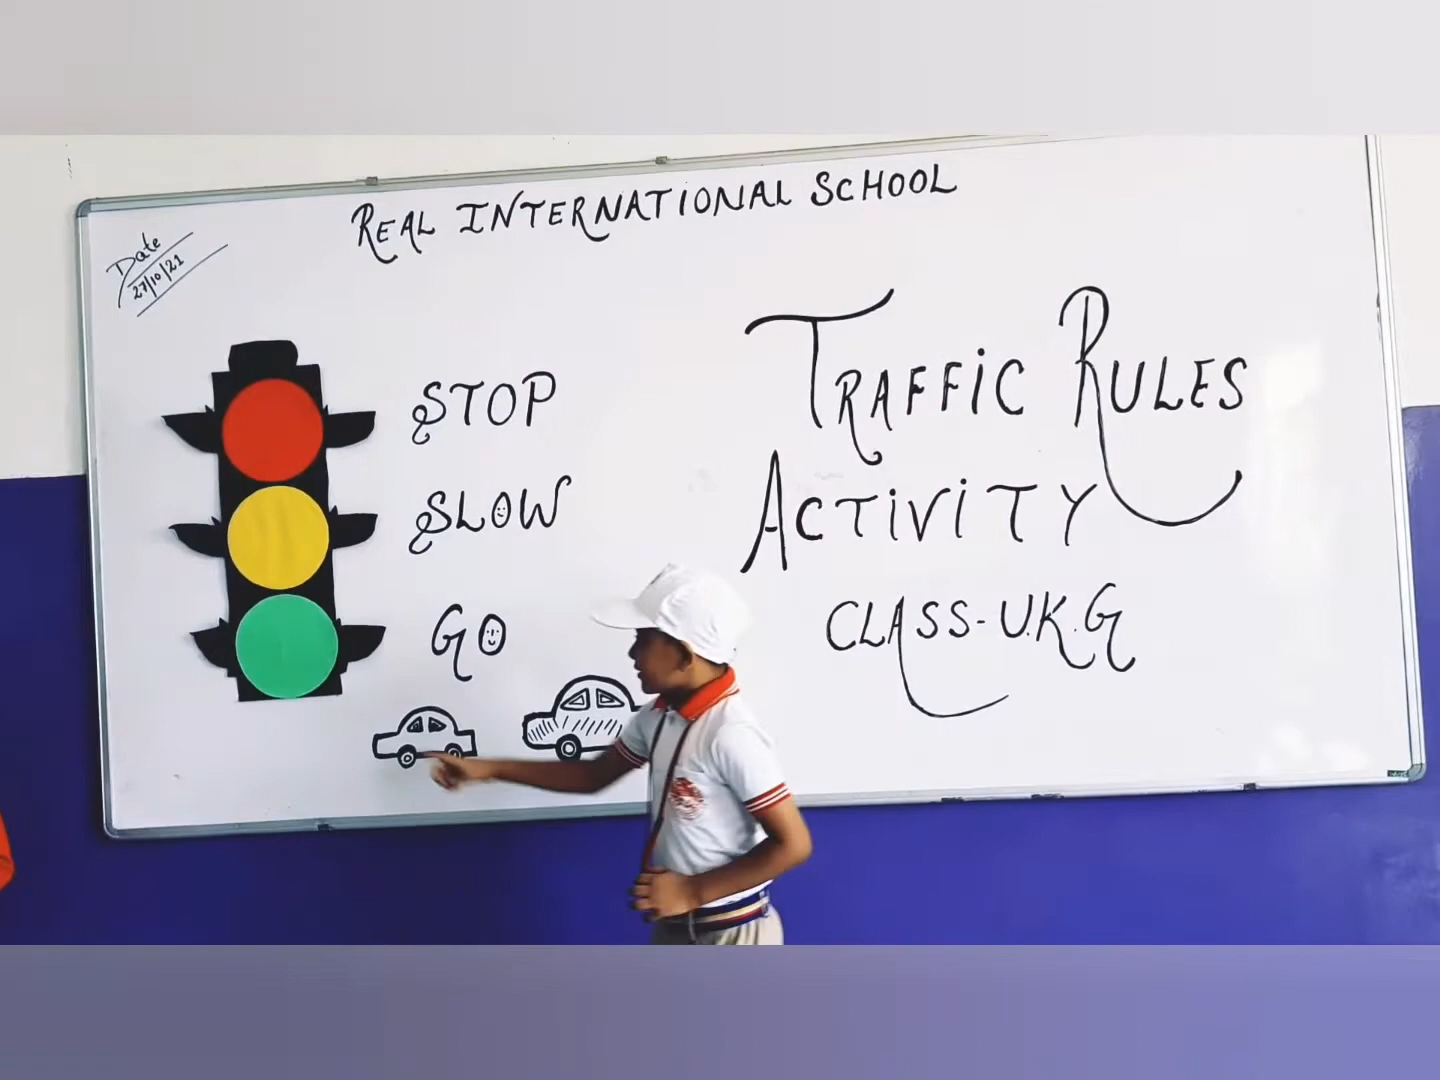 REAL INTERNATIONAL SCHOOL
Date
27/10/21
STOP
SLOW
GO
TRAFFIC RULES
ACTIVITY
CLASS-U.K.G